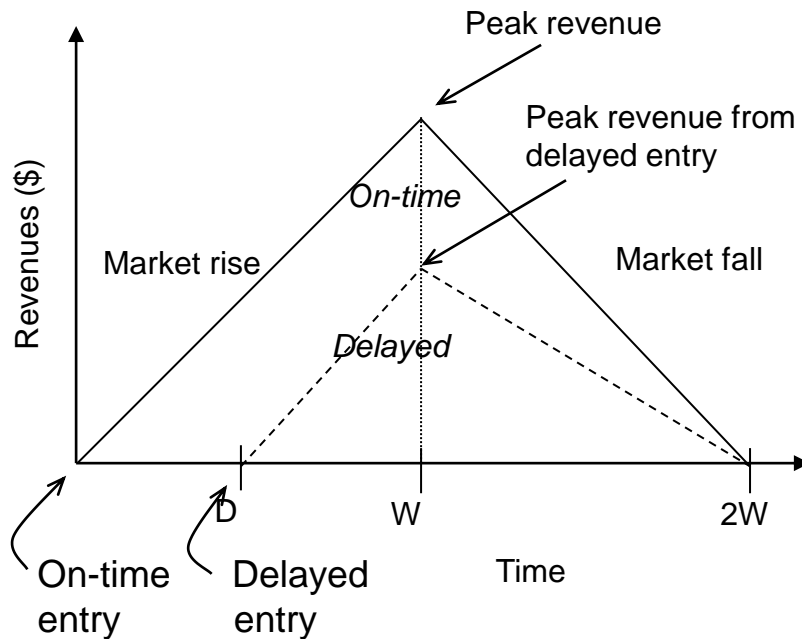 Peak revenue
Peak revenue from
delayed entry
Revenues ($)
On-time
Market rise
Market fall
Delayed
D
W
2W
On-time
entry
Delayed
entry
Time